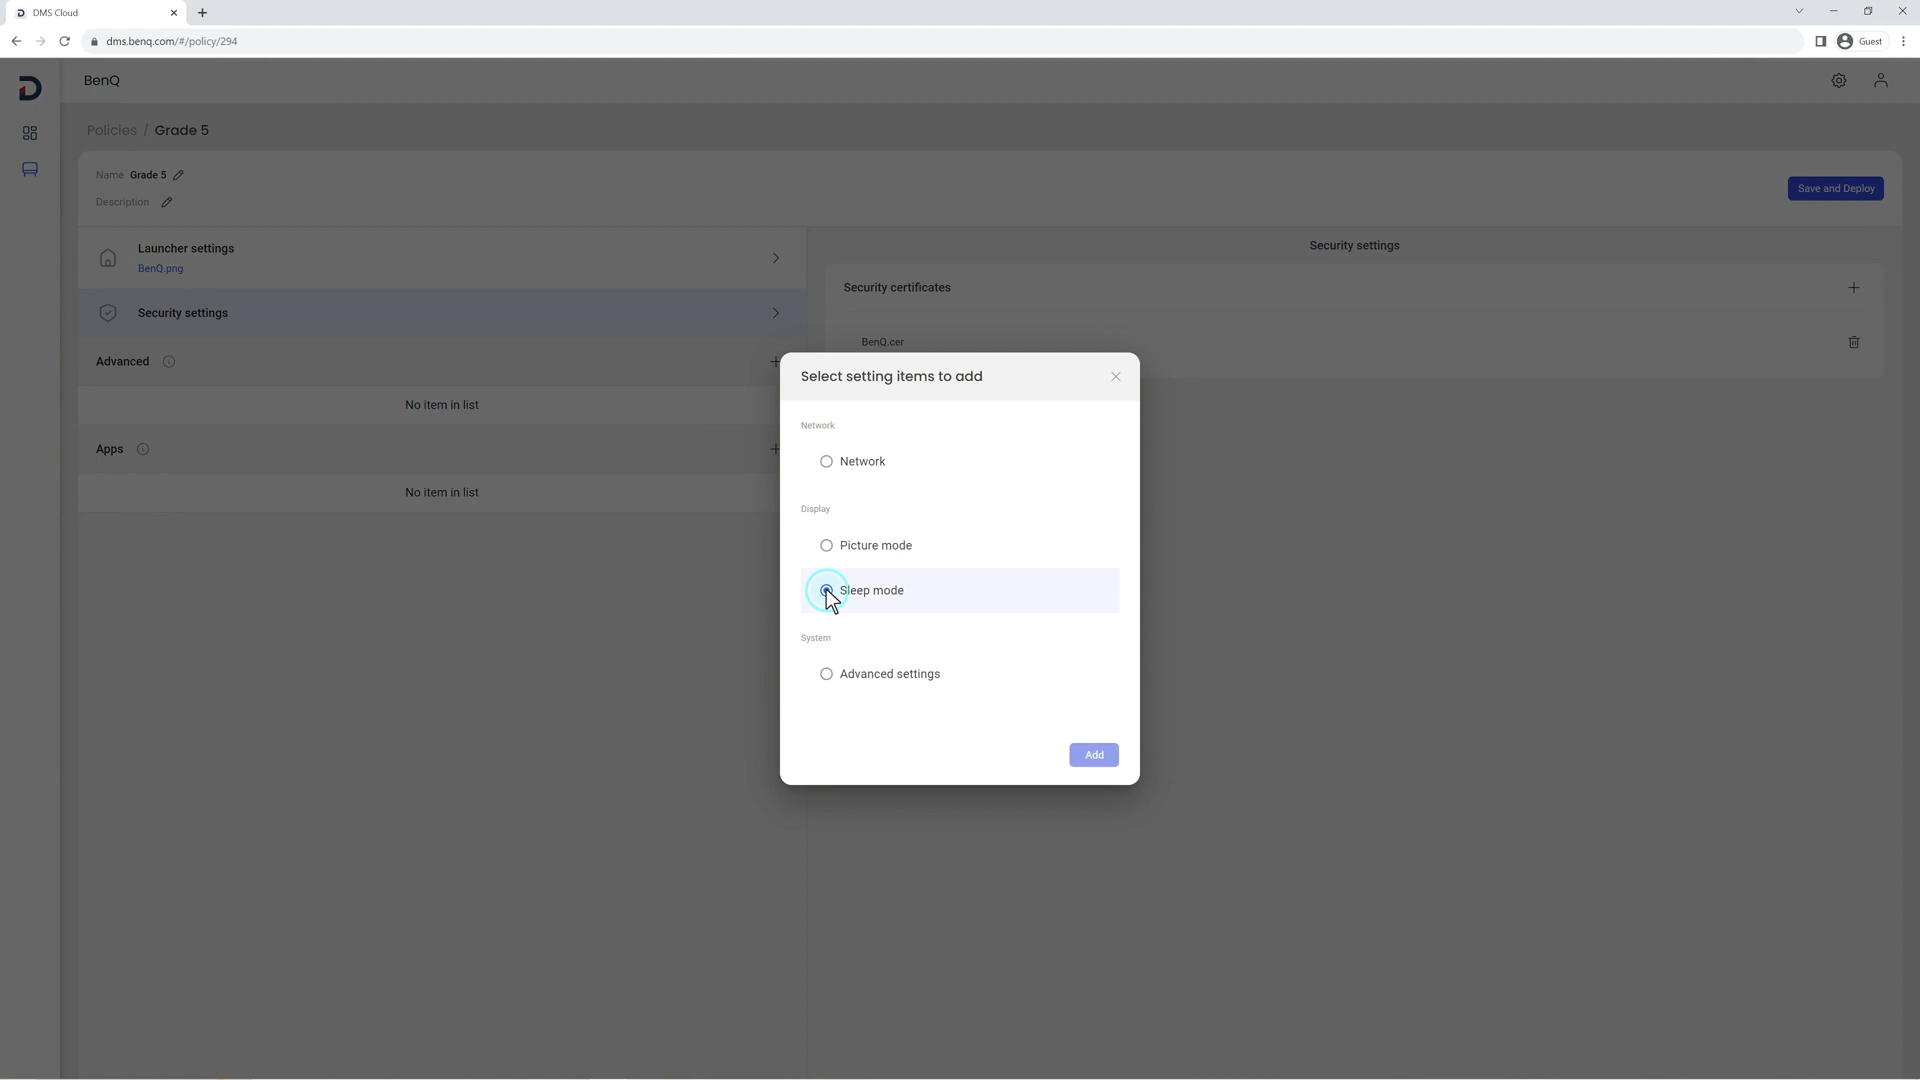 DMS Cloud
dms.benq.com/#/policy/294
Guest
BenQ
Policies / Grade 5
Name Grade 5
Description
Save and Deploy
Launcher settings
BenQ.png
Security settings
Advanced
No item in list
Apps
No item in list
Security settings
Security certificates
BenQ.cer
Select setting items to add
Network
Network
Display
Picture mode
Sleep mode
System
Advanced settings
Add